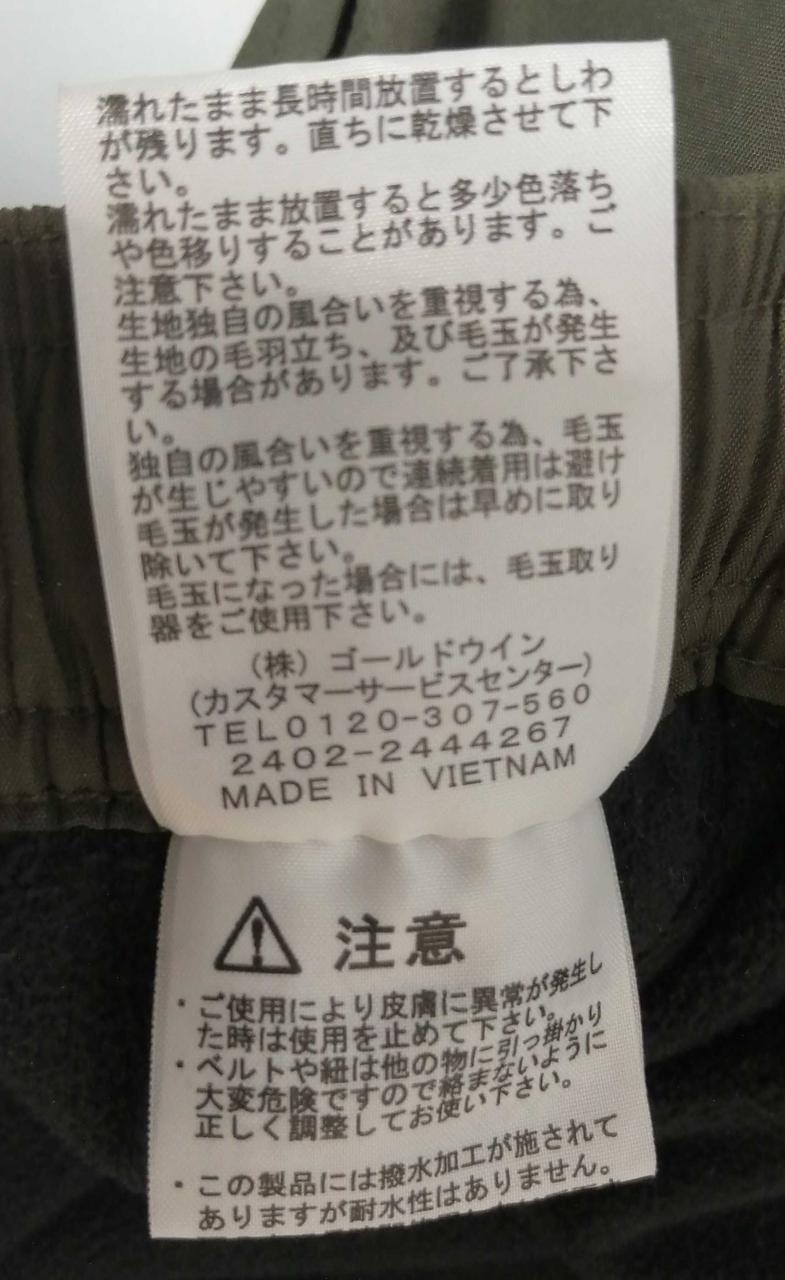 濡れたまま長時間放置するとしわ
が残ります。直ちに乾燥させて下
さい。
濡れたまま放置すると多少色落ち
や色移りすることがあります。ご
注意下さい。
生地独自の風合いを重視する為、
生地の毛羽立ち、及び毛玉が発生
する場合があります。ご了承下さ
い。
独自の風合いを重視する為、毛玉
が生じやすいので連続着用は避け
毛玉が発生した場合は早めに取り
除いて下さい。
毛玉になった場合には、毛玉取り
器をご使用下さい。
(株)ゴールドウイン
(カスタマーサービスセンター)
TEL0120-307-560
2402-2444267
MADE IN VIETNAM
注意
・ご使用により皮膚に異常が発生し
た時は使用を止めて下さい。
・ベルトや紐は他の物に引っ掛かり
大変危険ですので絡まないように
正しく調整してお使い下さい。
・この製品には撥水加工が施されて
ありますが耐水性はありません。